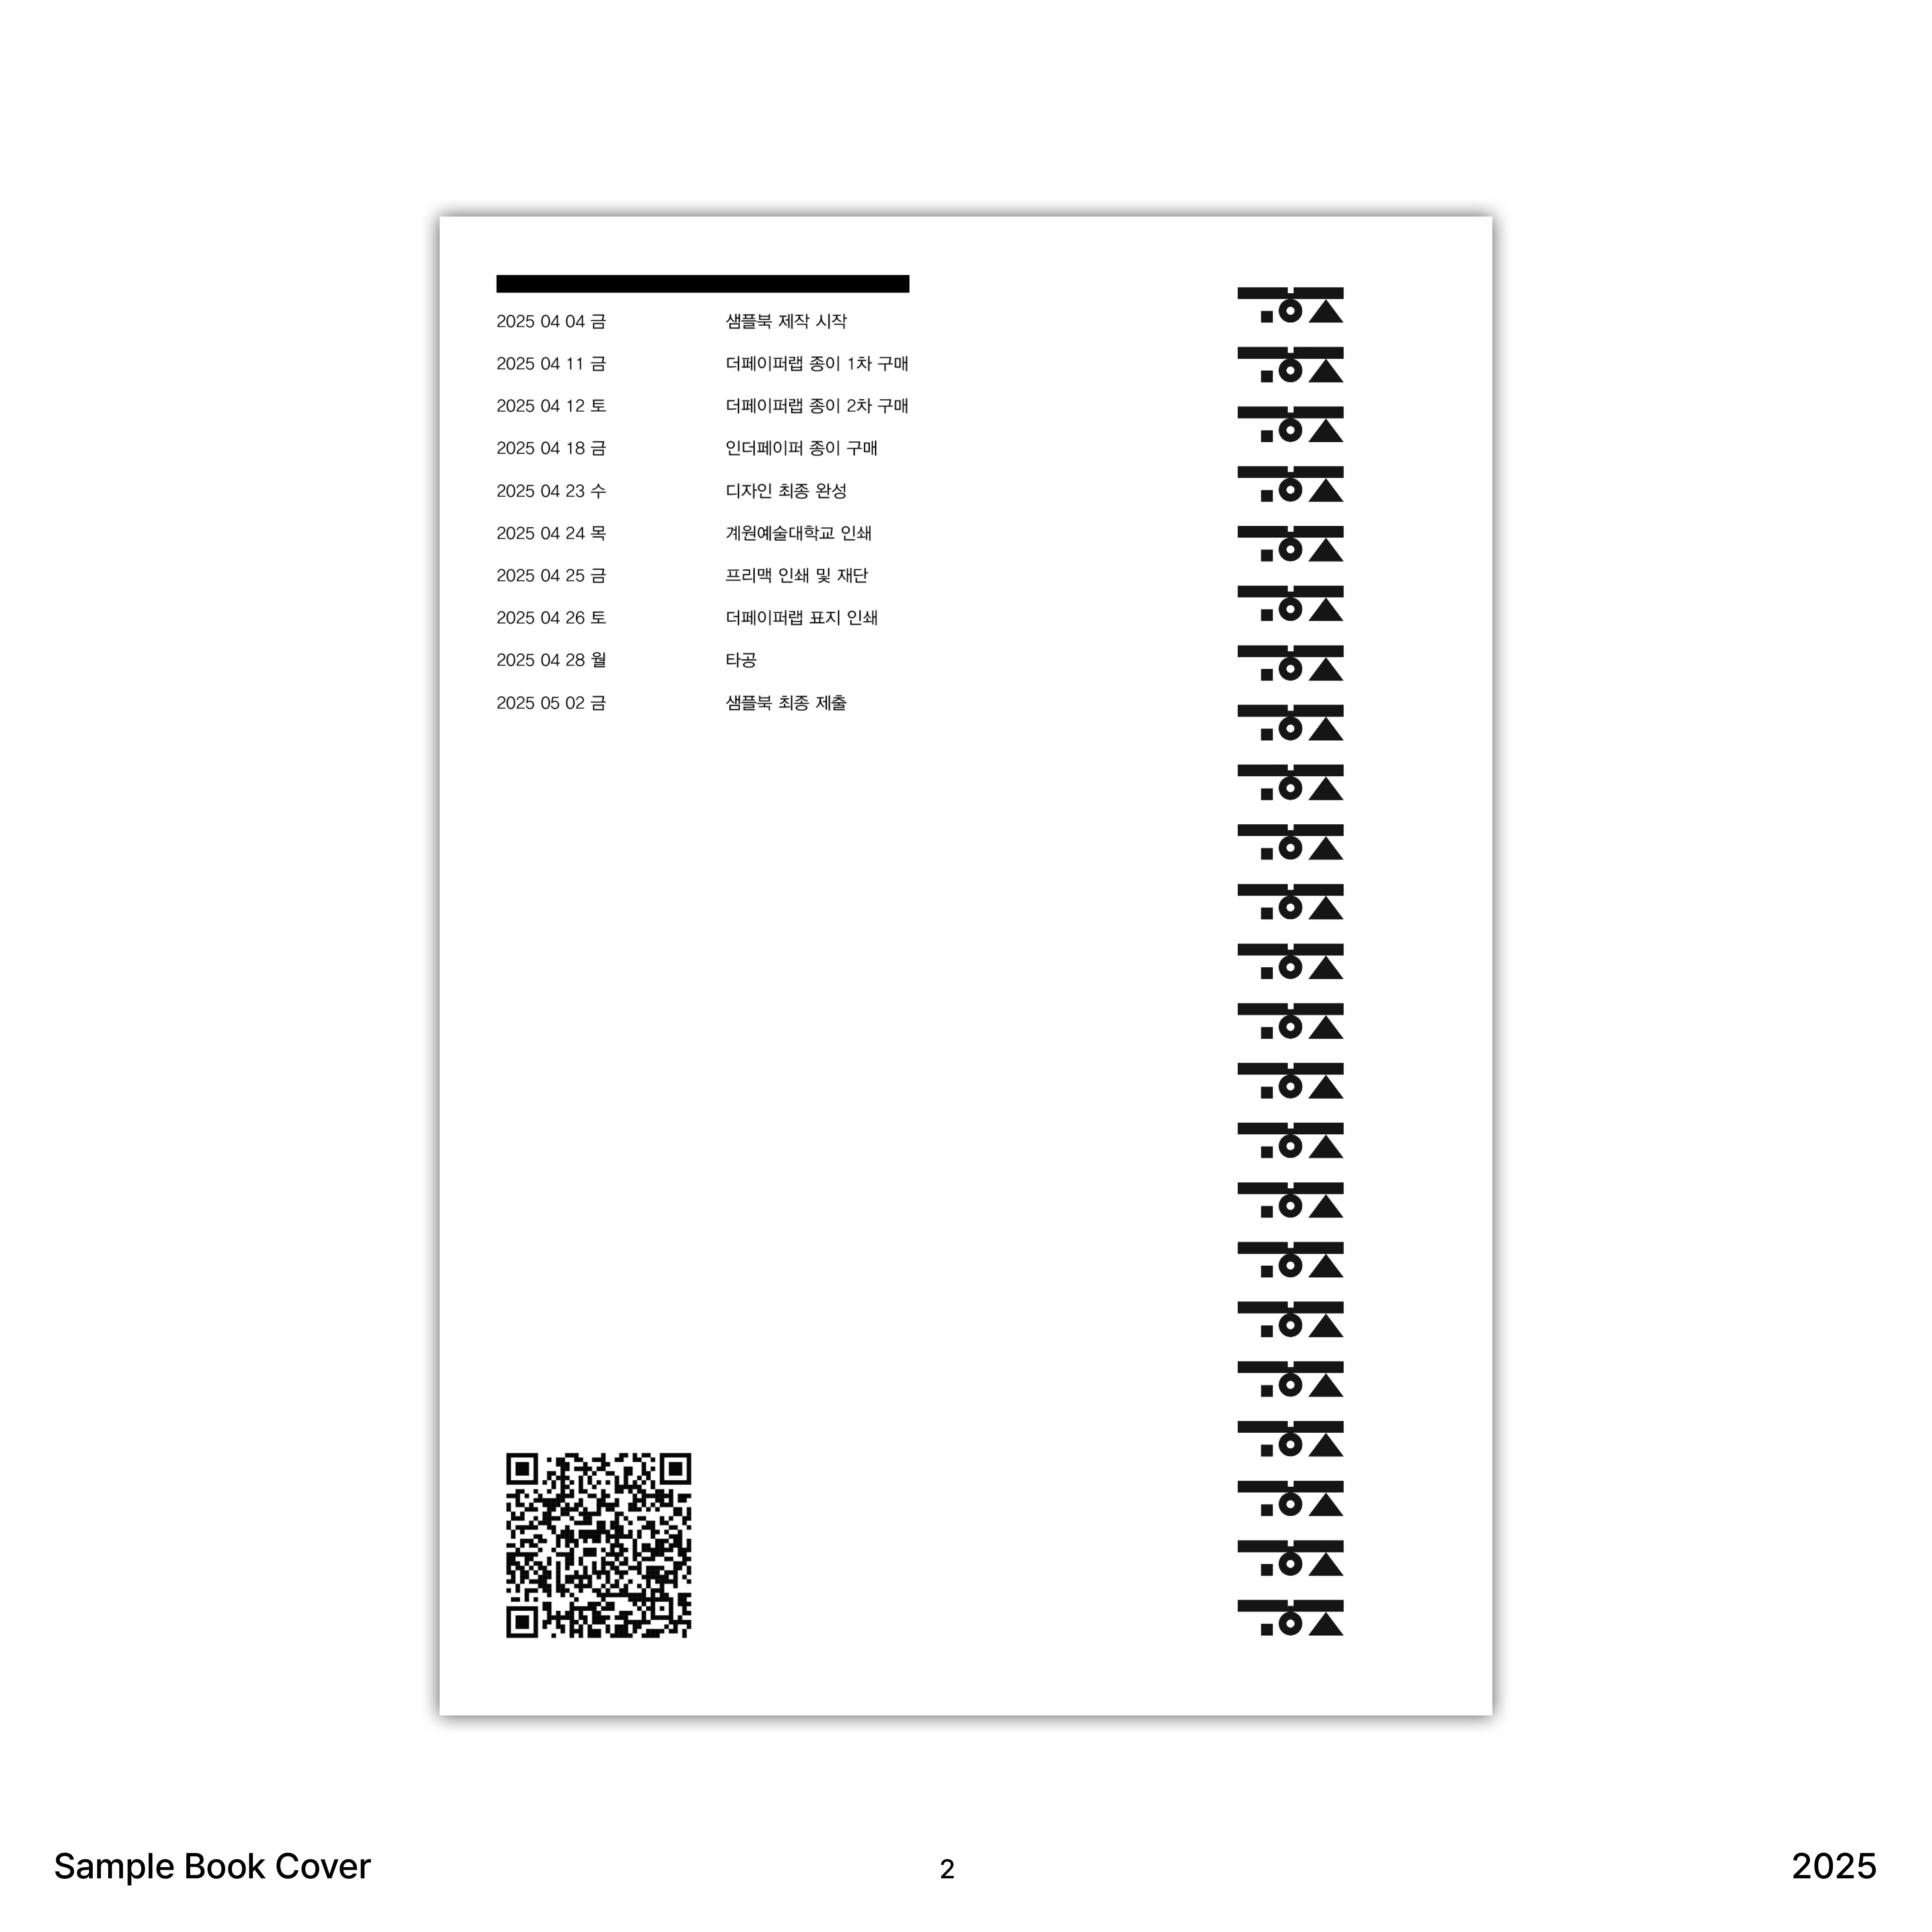 2025 04 04 금 샘플북 제작 시작
2025 04 11 금 더페이퍼랩 종이 1차 구매
2025 04 12 토 더페이퍼랩 종이 2차 구매
2025 04 18 금 인더페이퍼 종이 구매
2025 04 23 수 디자인 최종 완성
2025 04 24 목 계원예술대학교 인쇄
2025 04 25 금 프리맥 인쇄 및 재단
2025 04 26 토 더페이퍼랩 표지 인쇄
2025 04 28 월 타공
2025 05 02 금 샘플북 최종 제출
Sample Book Cover 2 2025